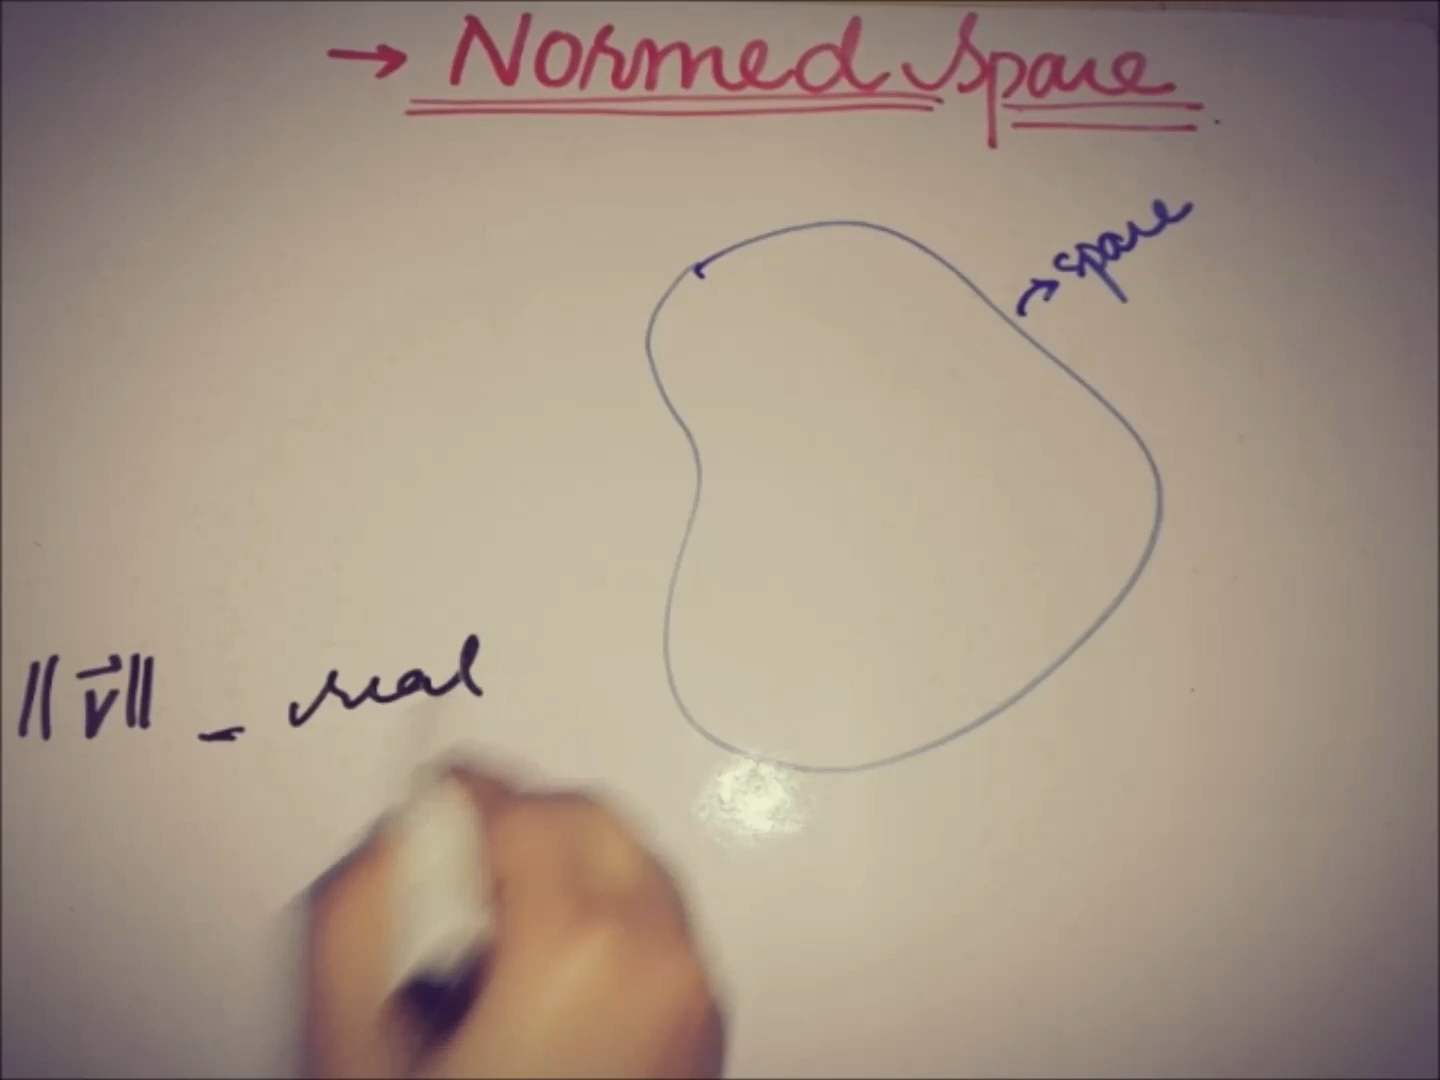 → Normed Space
→ space
‖v⃗‖ - real